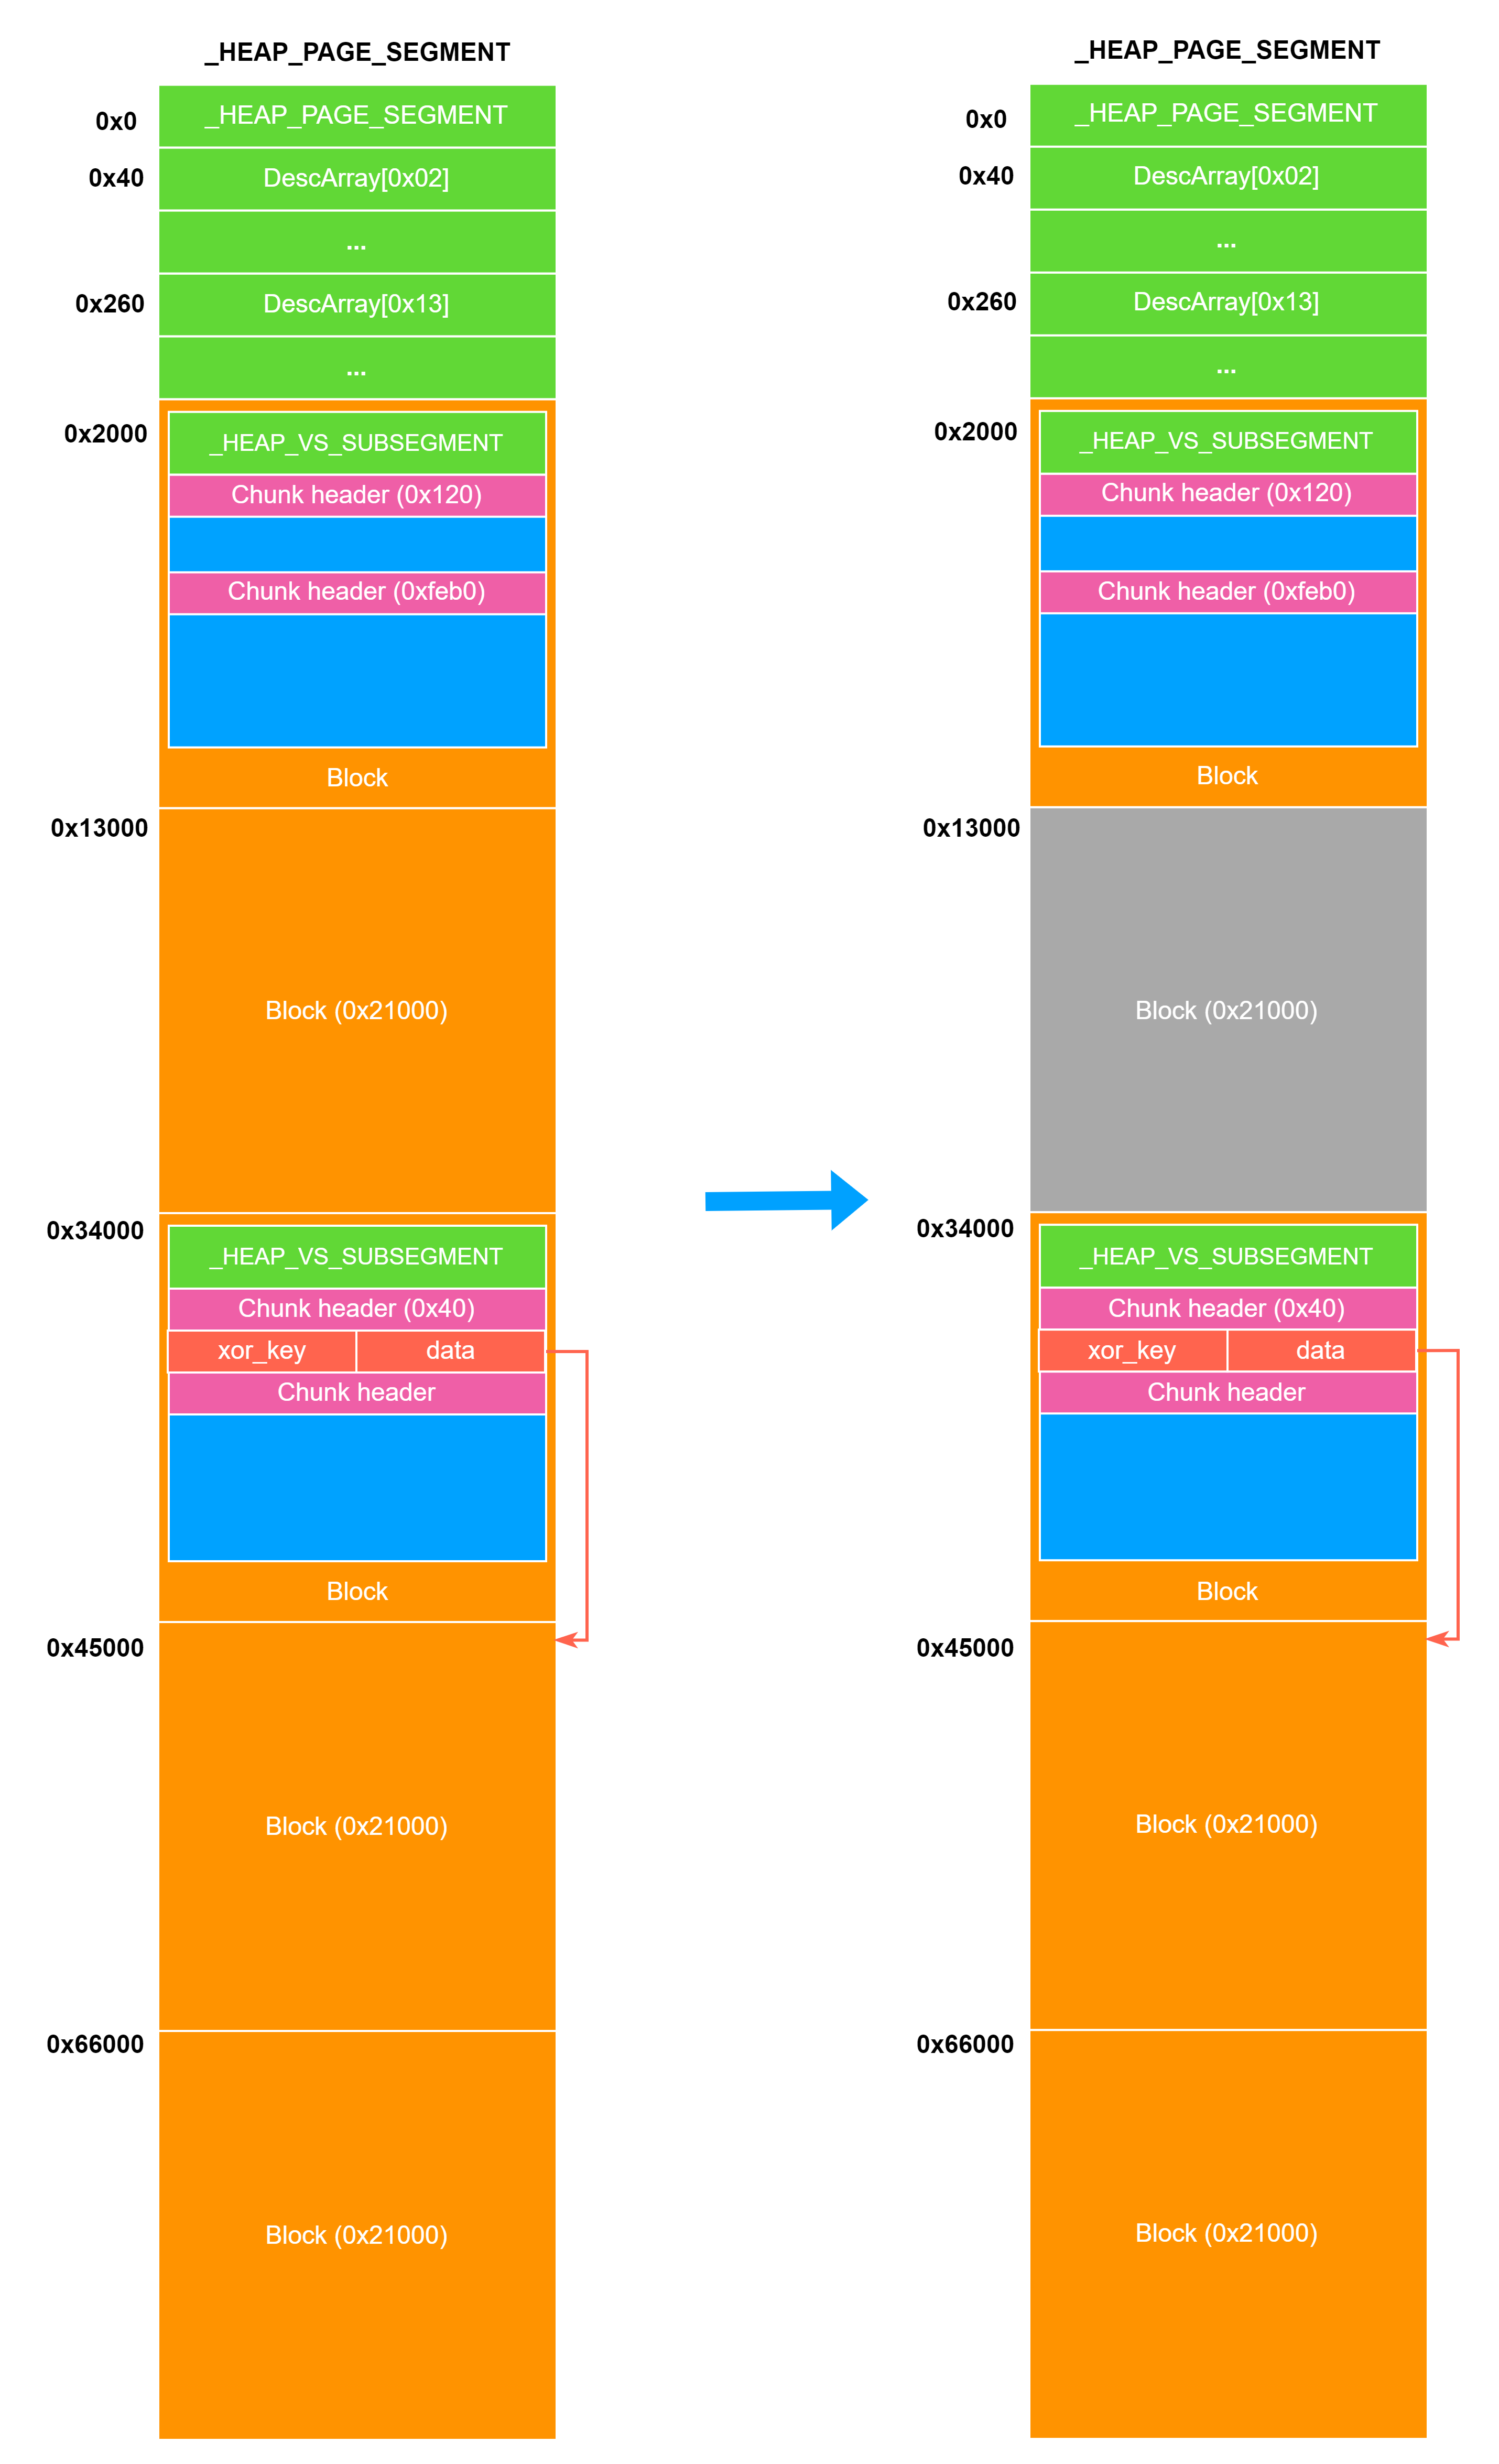 _HEAP_PAGE_SEGMENT
0x0
_HEAP_PAGE_SEGMENT
0x40
DescArray[0x02]
...
0x260
DescArray[0x13]
...
0x2000
_HEAP_VS_SUBSEGMENT
Chunk header (0x120)
Chunk header (0xfeb0)
Block
0x13000
Block (0x21000)
0x34000
_HEAP_VS_SUBSEGMENT
Chunk header (0x40)
xor_key
data
Chunk header
Block
0x45000
Block (0x21000)
0x66000
Block (0x21000)
_HEAP_PAGE_SEGMENT
0x0
_HEAP_PAGE_SEGMENT
0x40
DescArray[0x02]
...
0x260
DescArray[0x13]
...
0x2000
_HEAP_VS_SUBSEGMENT
Chunk header (0x120)
Chunk header (0xfeb0)
Block
0x13000
Block (0x21000)
0x34000
_HEAP_VS_SUBSEGMENT
Chunk header (0x40)
xor_key
data
Chunk header
Block
0x45000
Block (0x21000)
0x66000
Block (0x21000)